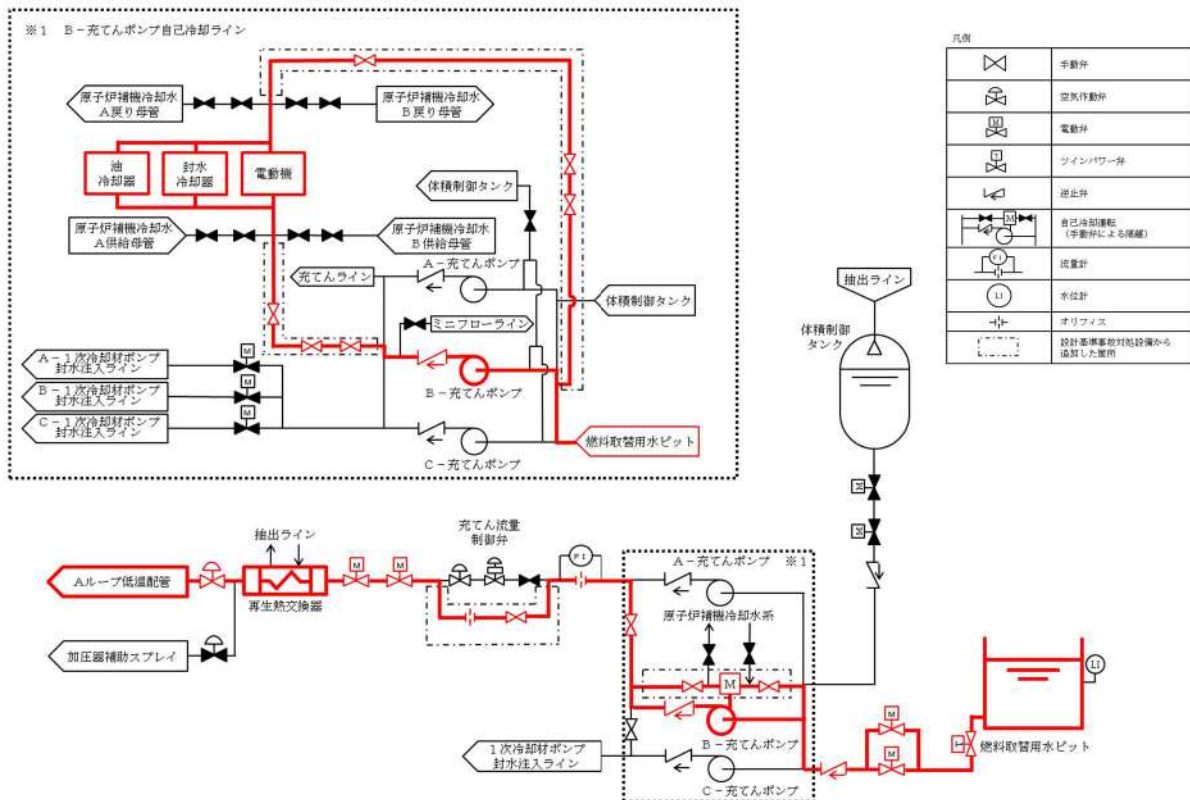 ※1 B－充てんポンプ自己冷却ライン
原子炉補機冷却水
A戻り母管
原子炉補機冷却水
B戻り母管
油
冷却器
封水
冷却器
電動機
体積制御タンク
原子炉補機冷却水
A供給母管
原子炉補機冷却水
B供給母管
充てんライン
A－充てんポンプ
体積制御タンク
ミニフローライン
A－1次冷却材ポンプ
封水注入ライン
M
B－1次冷却材ポンプ
封水注入ライン
M
B－充てんポンプ
C－1次冷却材ポンプ
封水注入ライン
M
燃料取替用水ピット
C－充てんポンプ
凡例
手動弁
空気作動弁
M
電動弁
ツインパワー弁
逆止弁
M
自己冷却運転
（手動弁による隔離）
FI
流量計
LI
水位計
オリフィス
設計基準事故対処設備から
追加した箇所
抽出ライン
体積制御
タンク
M
M
抽出ライン
充てん流量
制御弁
FI
A－充てんポンプ
※1
Aループ低温配管
M
M
再生熱交換器
原子炉補機冷却水系
加圧器補助スプレイ
M
LI
B－充てんポンプ
M
M
燃料取替用水ピット
1次冷却材ポンプ
封水注入ライン
C－充てんポンプ